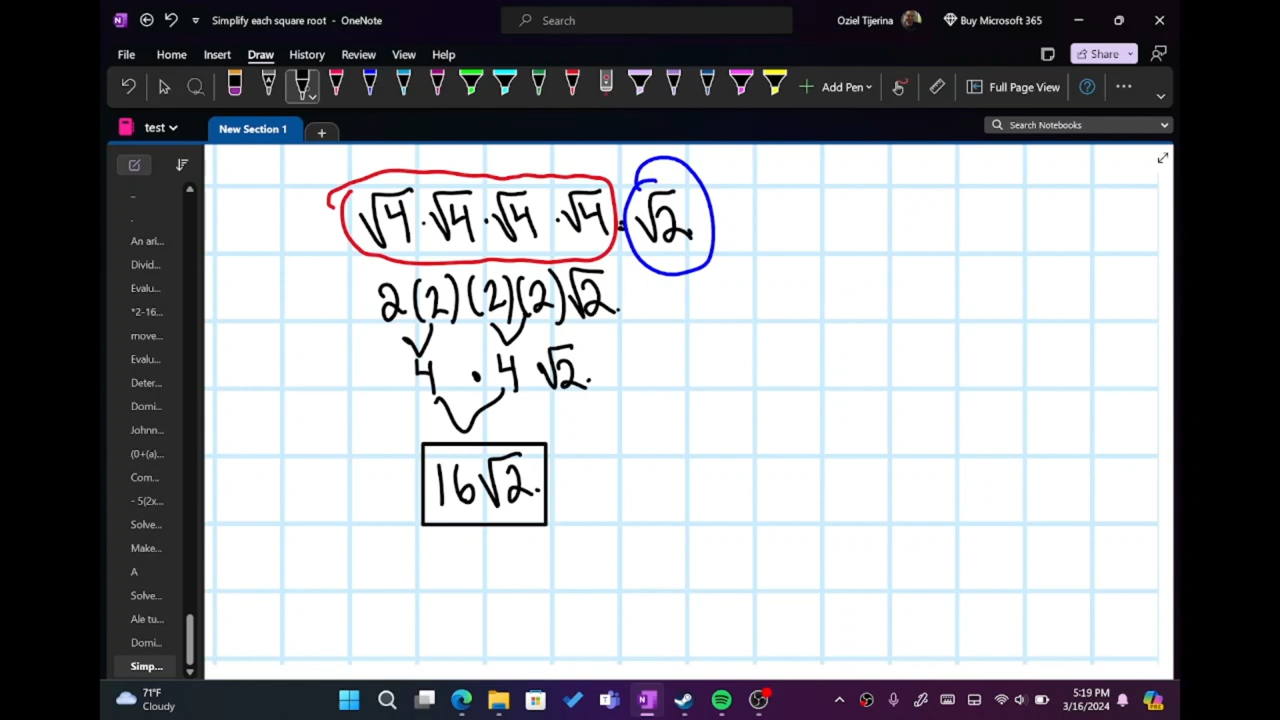 Simplify each square root - OneNote
Search
Oziel Tijerina
Buy Microsoft 365
File Home Insert Draw History Review View Help
Share
Add Pen
Full Page View
test
New Section 1
Search Notebooks
An ari...
Divid...
Evalu...
*2-16...
move...
Evalu...
Deter...
Domi...
Johnn...
(0+(a)...
Com...
- 5(2x...
Solve...
Make...
A
Solve...
Ale tu...
Domi...
Simp...
√4 · √4 · √4 · √4 · √2.
2(2)(2)(2)√2.
4 · 4 √2.
16√2.
71°F
Cloudy
5:19 PM
3/16/2024